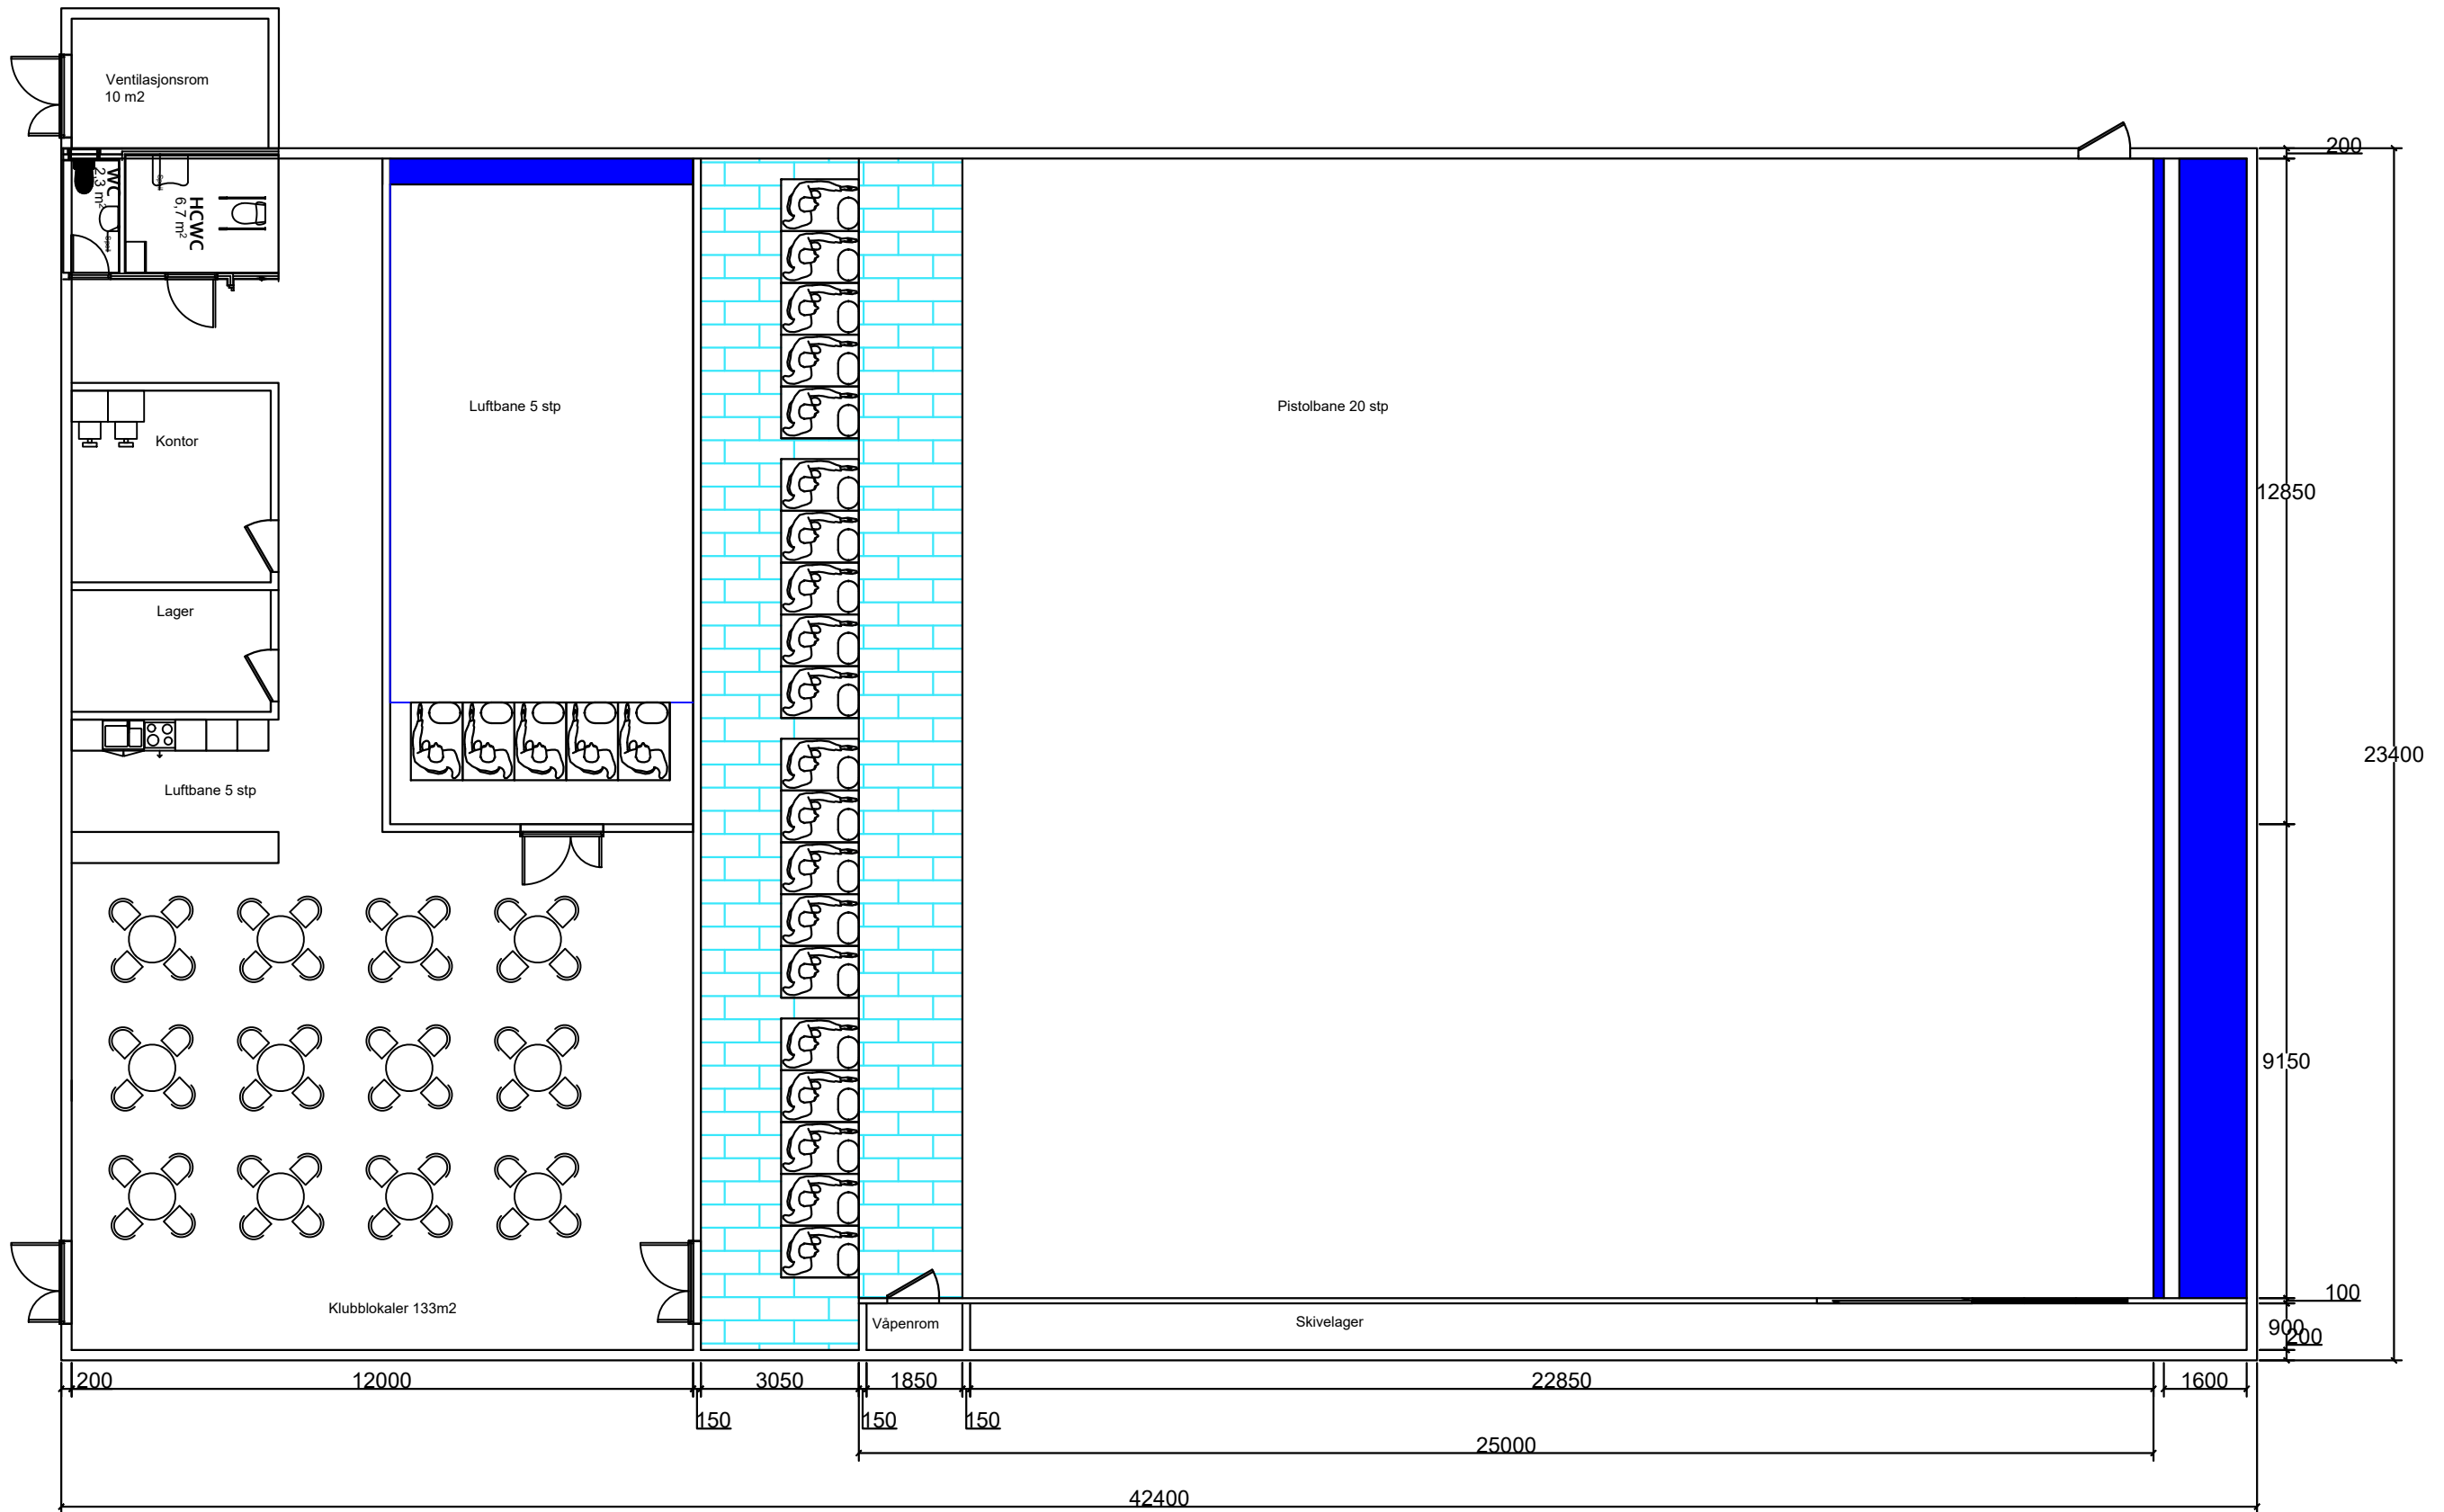 Ventilasjonsrom
10 m2
200
WC
2,3 m²
HCWC
6,7 m²
Luftbane 5 stp
Pistolbane 20 stp
Kontor
12850
Lager
23400
Luftbane 5 stp
9150
Klubblokaler 133m2
Våpenrom
Skivelager
100
900
200
200
12000
3050
1850
22850
1600
150
150
150
25000
42400